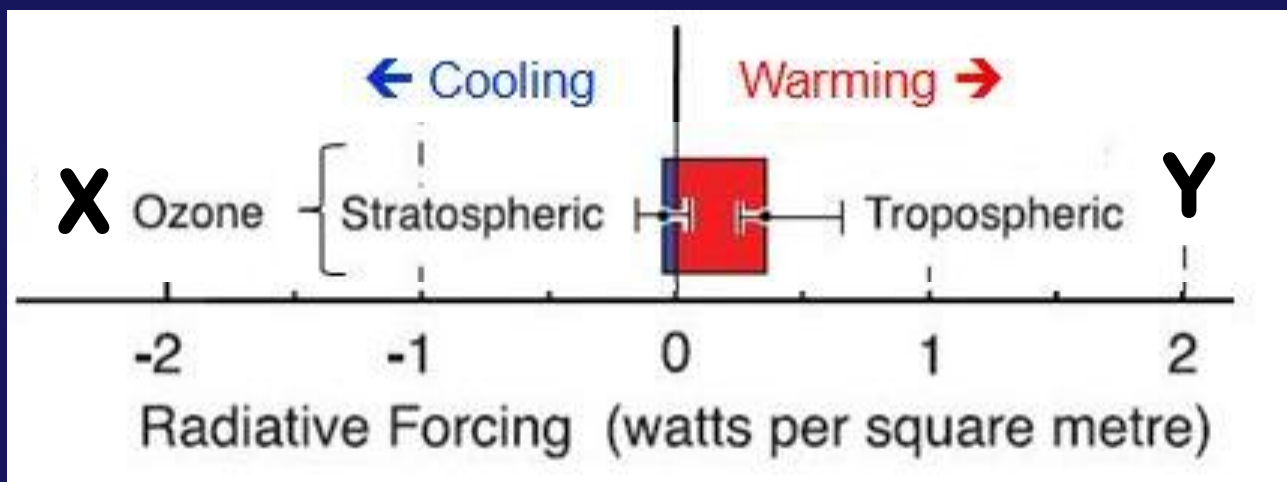 ← Cooling Warming →
X Ozone Stratospheric Tropospheric Y
-2 -1 0 1 2
Radiative Forcing (watts per square metre)